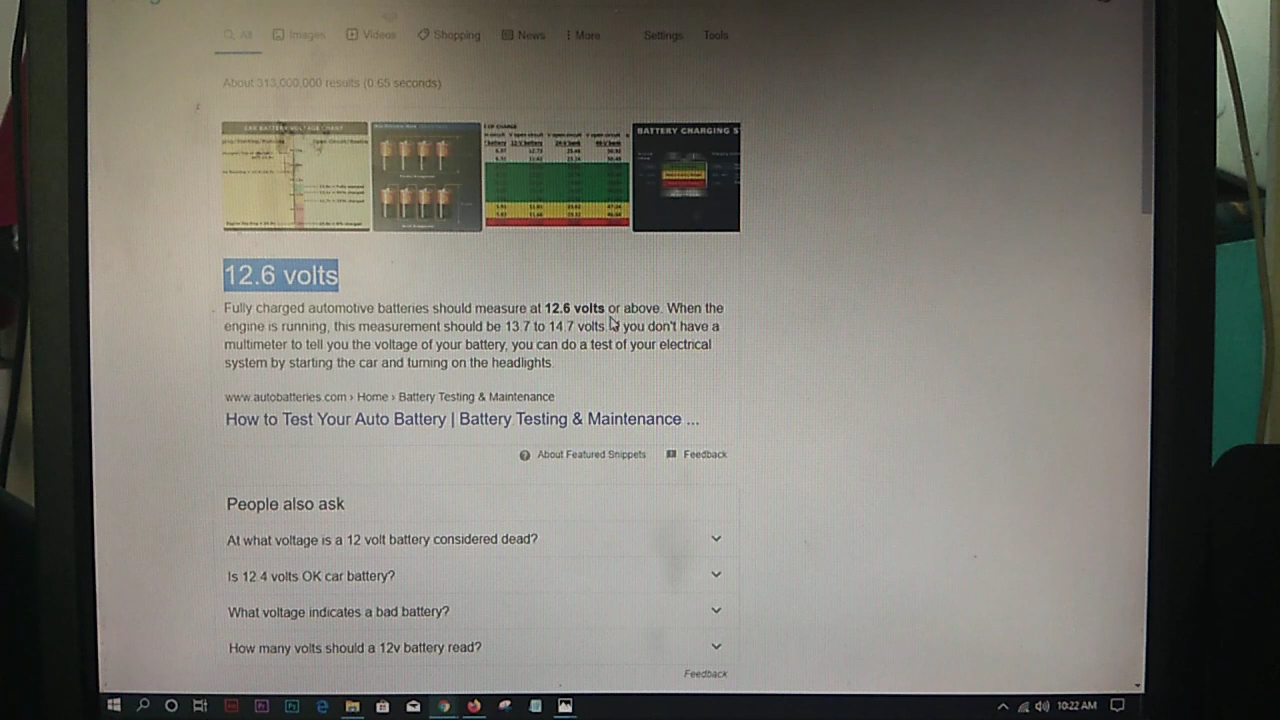 All Images Videos Shopping News More Settings Tools
About 313,000,000 results (0.65 seconds)
CAR BATTERY VOLTAGE CHART
OF CHARGE
BATTERY CHARGING S
12.6 volts
Fully charged automotive batteries should measure at 12.6 volts or above. When the
engine is running, this measurement should be 13.7 to 14.7 volts. If you don't have a
multimeter to tell you the voltage of your battery, you can do a test of your electrical
system by starting the car and turning on the headlights.
www.autobatteries.com › Home › Battery Testing & Maintenance
How to Test Your Auto Battery | Battery Testing & Maintenance ...
About Featured Snippets Feedback
People also ask
At what voltage is a 12 volt battery considered dead?
Is 12.4 volts OK car battery?
What voltage indicates a bad battery?
How many volts should a 12v battery read?
Feedback
10:22 AM